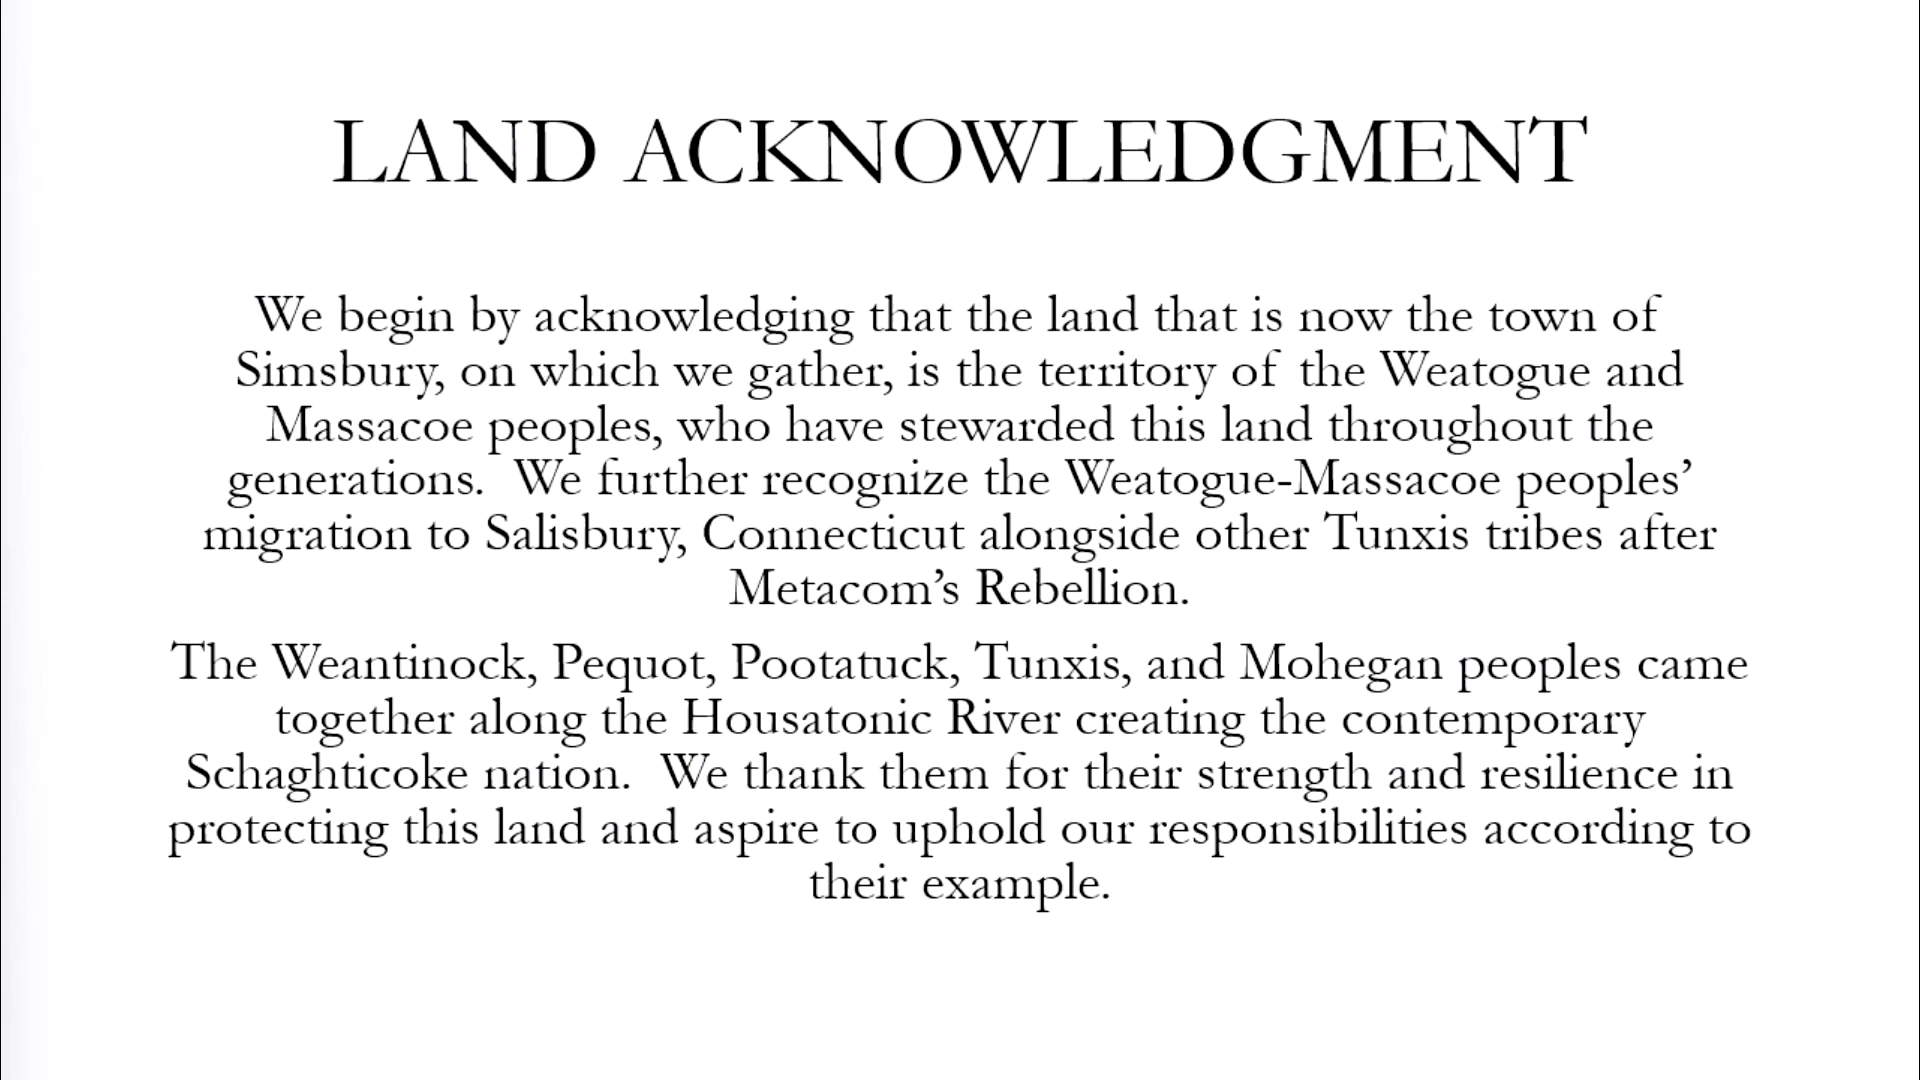 LAND ACKNOWLEDGMENT
We begin by acknowledging that the land that is now the town of
Simsbury, on which we gather, is the territory of the Weatogue and
Massacoe peoples, who have stewarded this land throughout the
generations.  We further recognize the Weatogue-Massacoe peoples’
migration to Salisbury, Connecticut alongside other Tunxis tribes after
Metacom’s Rebellion.
The Weantinock, Pequot, Pootatuck, Tunxis, and Mohegan peoples came
together along the Housatonic River creating the contemporary
Schaghticoke nation.  We thank them for their strength and resilience in
protecting this land and aspire to uphold our responsibilities according to
their example.